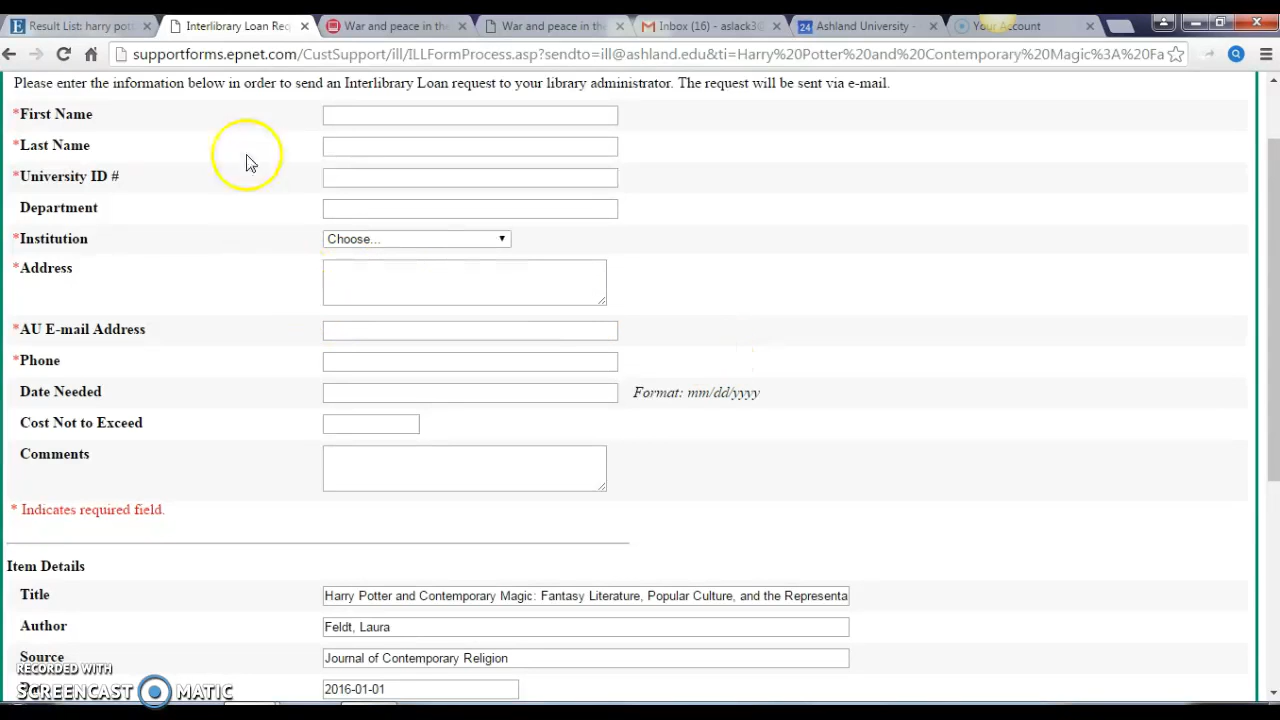 Result List: harry pott
Interlibrary Loan Req
War and peace in the
War and peace in the
Inbox (16) - aslack3@
24 Ashland University -
Your Account
supportforms.epnet.com/CustSupport/ill/ILLFormProcess.asp?sendto=ill@ashland.edu&ti=Harry%20Potter%20and%20Contemporary%20Magic%3A%20Fa
Please enter the information below in order to send an Interlibrary Loan request to your library administrator. The request will be sent via e-mail.
*First Name
*Last Name
*University ID #
Department
*Institution Choose...
*Address
*AU E-mail Address
*Phone
Date Needed Format: mm/dd/yyyy
Cost Not to Exceed
Comments
* Indicates required field.
Item Details
Title Harry Potter and Contemporary Magic: Fantasy Literature, Popular Culture, and the Representa
Author Feldt, Laura
Source Journal of Contemporary Religion
RECORDED WITH
2016-01-01
SCREENCAST MATIC